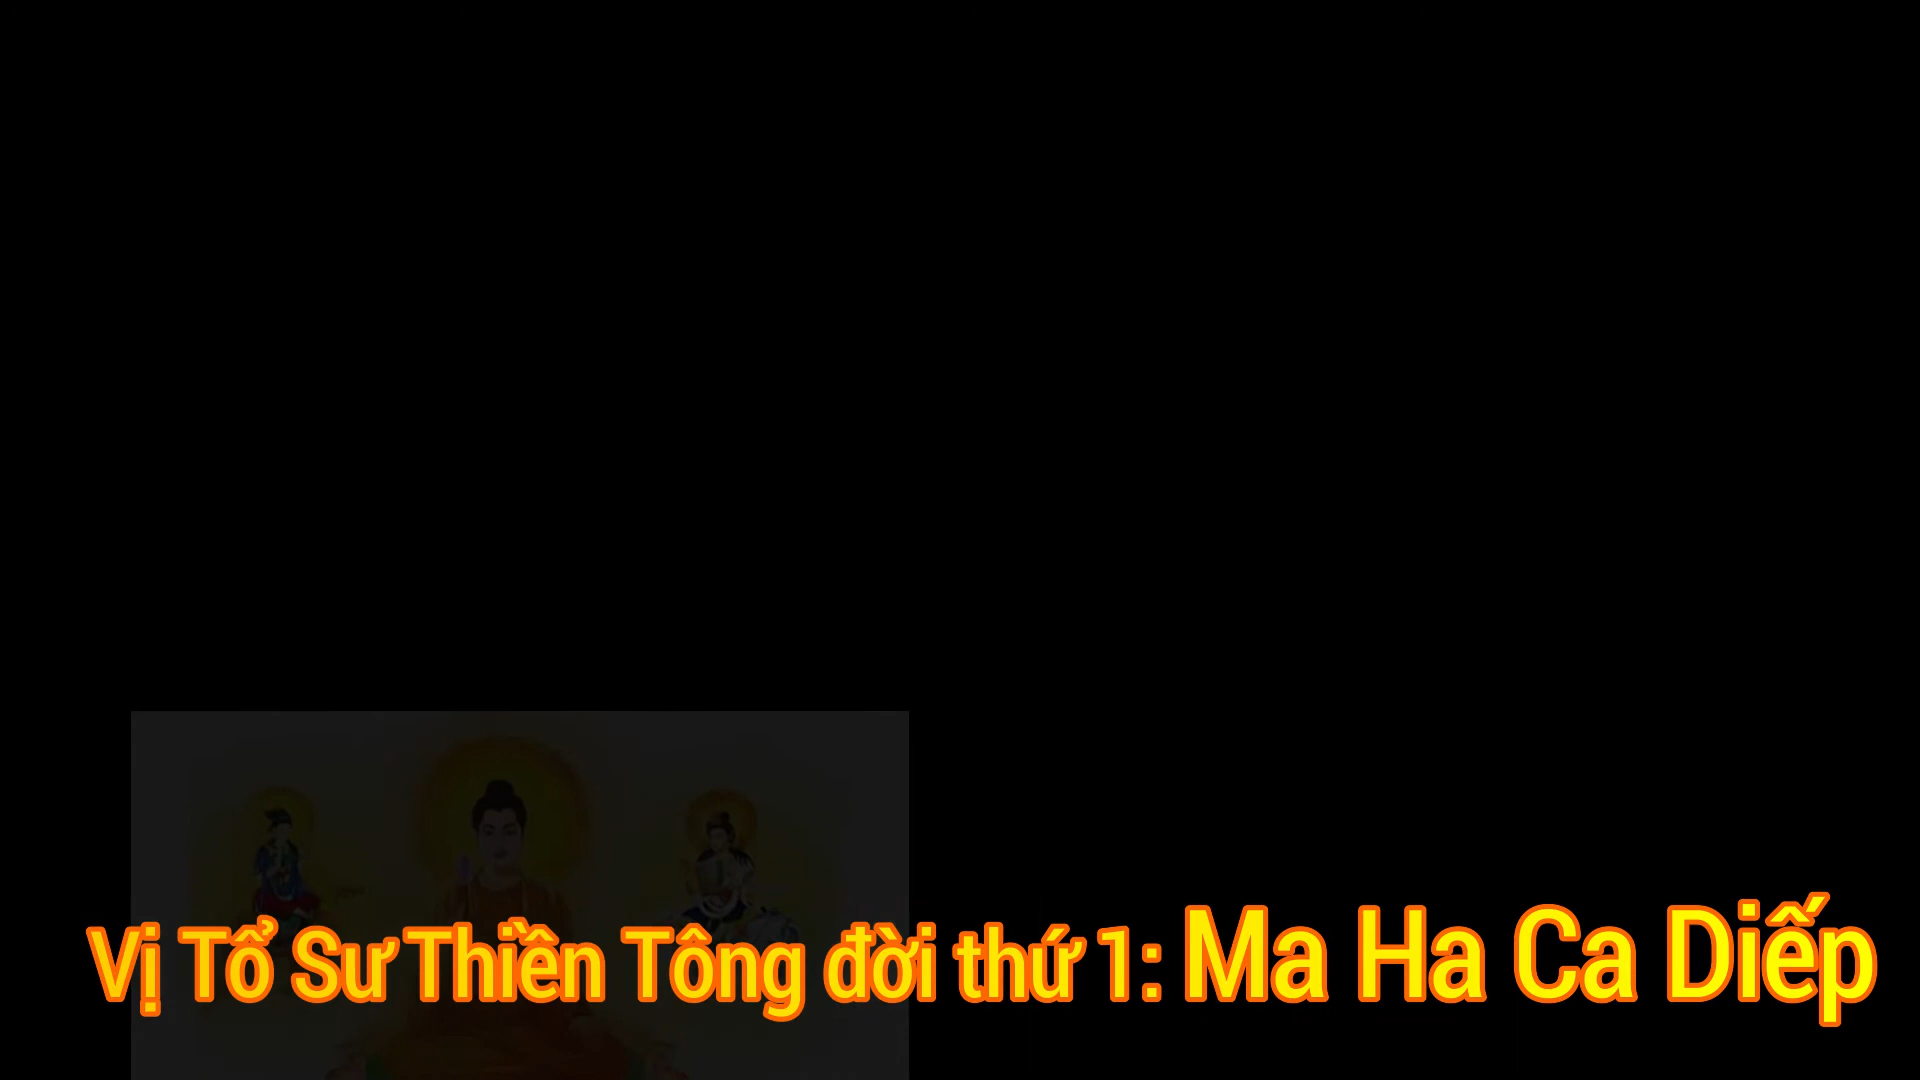 Vị Tổ Sư Thiền Tông đời thứ 1: Ma Ha Ca Diếp